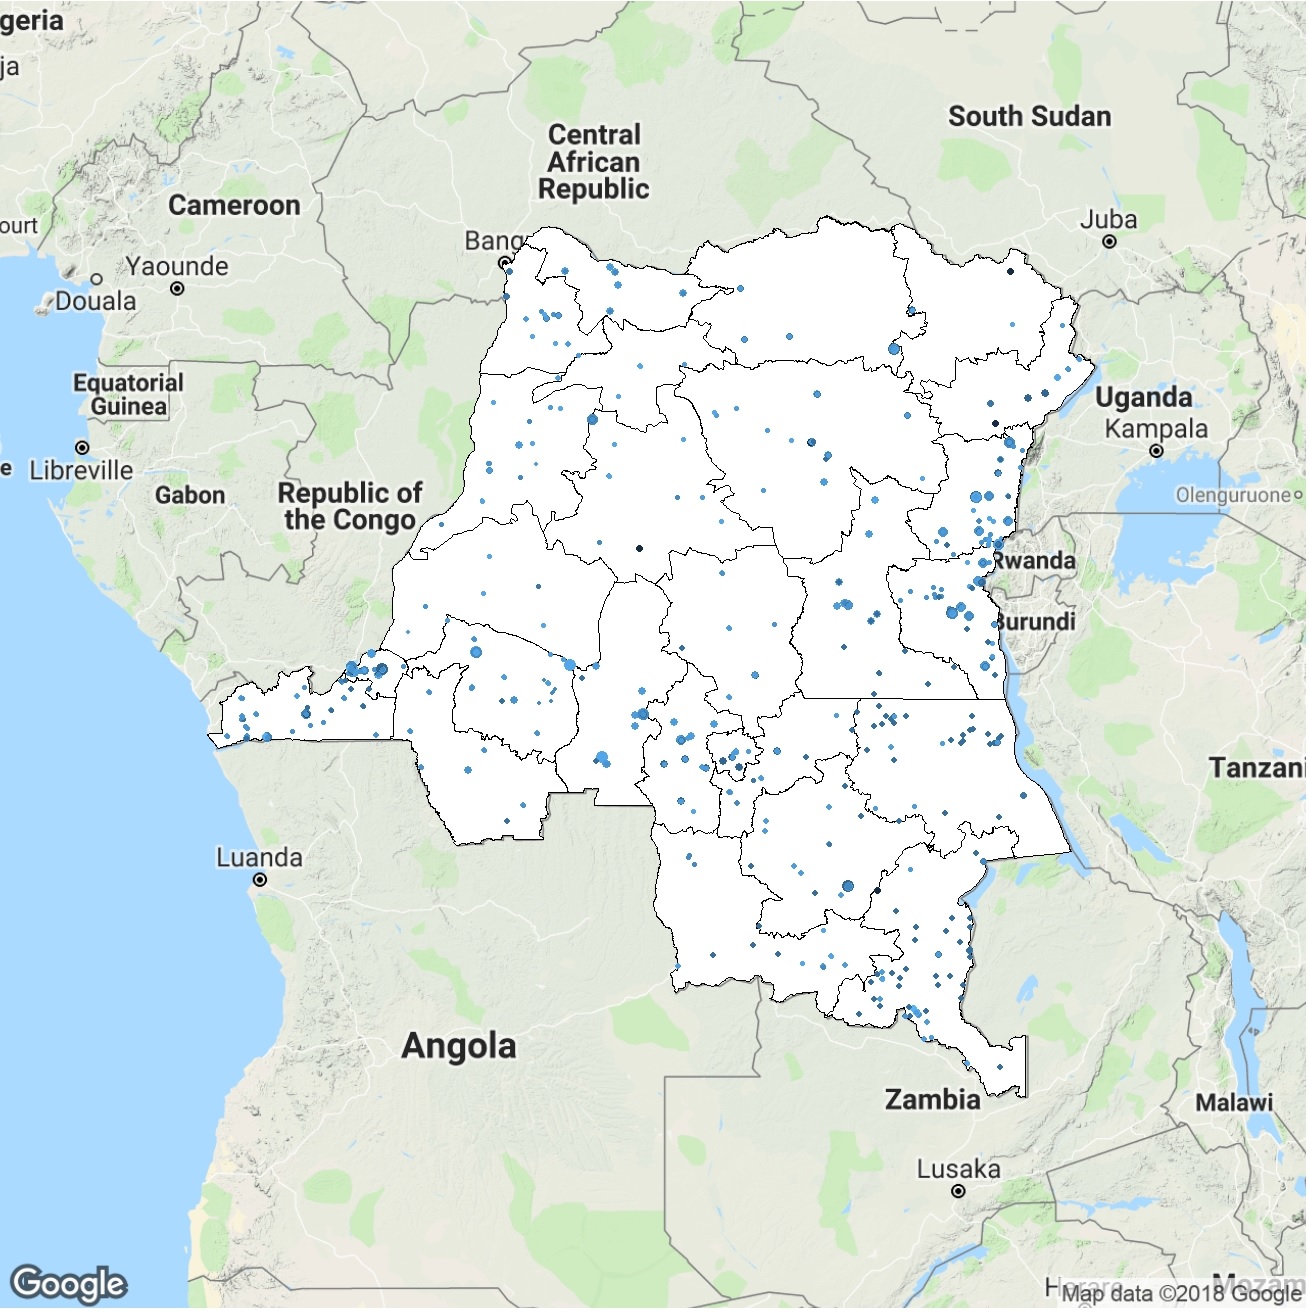 geria
ja
South Sudan
Central
African
Republic
Cameroon
ourt
Juba
Bang
Yaounde
Douala
Equatorial
Guinea
Uganda
Kampala
e
Libreville
Gabon
Republic of
the Congo
Olenguruone
Rwanda
Burundi
Tanzani
Luanda
Angola
Zambia
Malawi
Lusaka
Google
Map data ©2018 Google